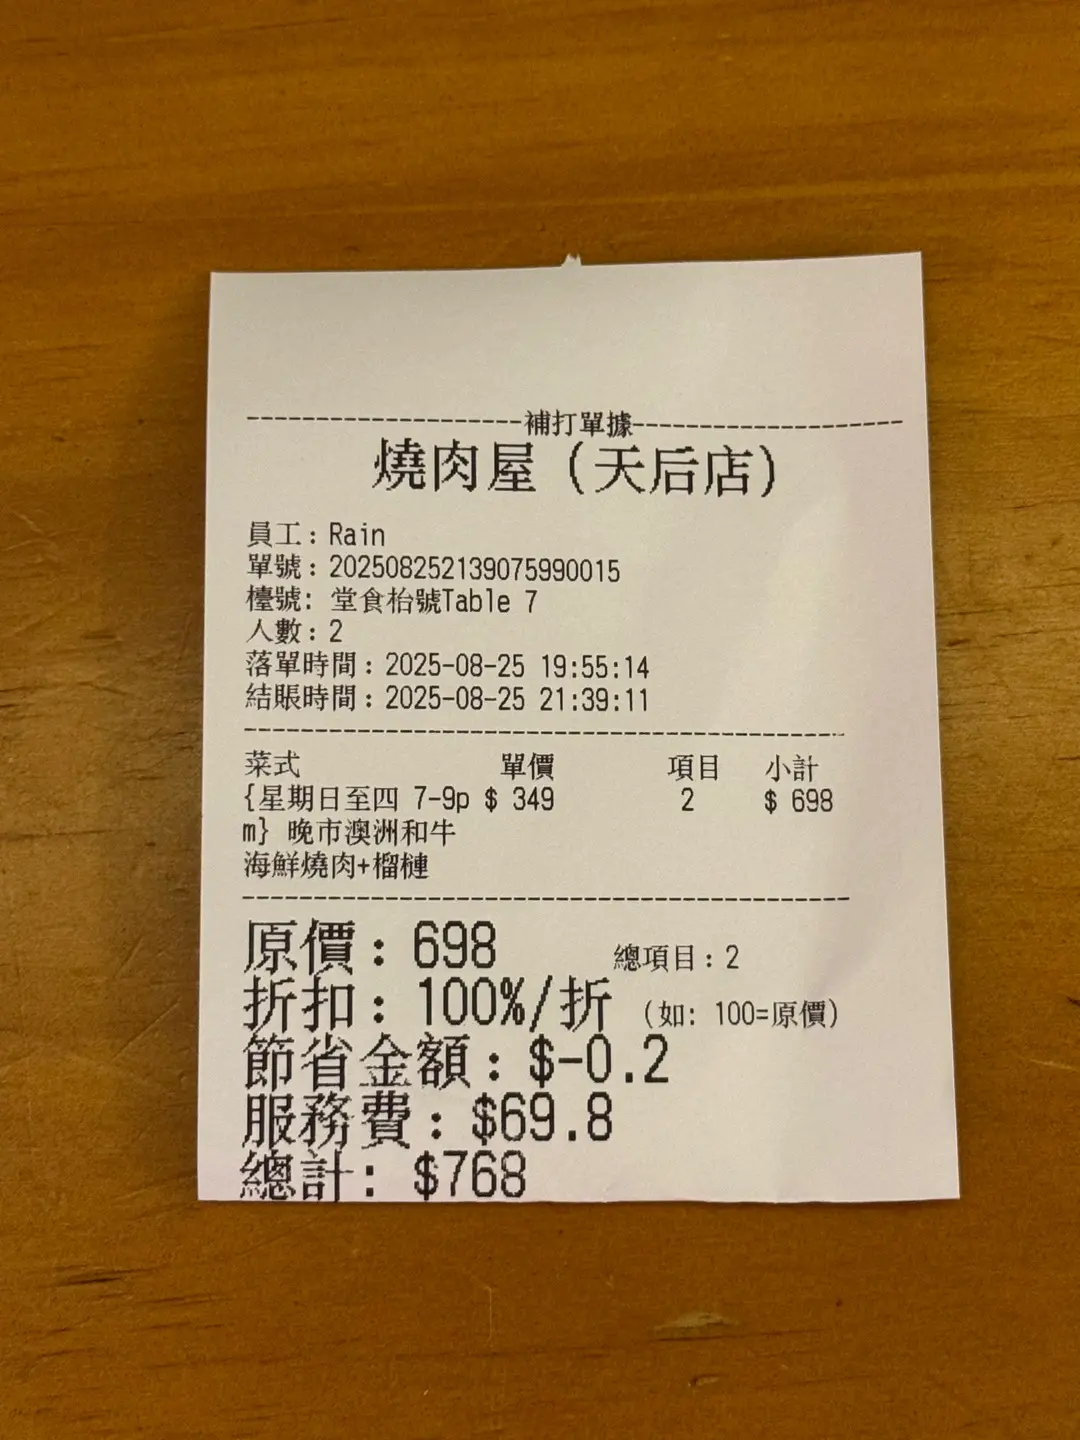 --------------------補打單據--------------------
燒肉屋（天后店）
員工：Rain
單號：202508252139075990015
檯號: 堂食枱號Table 7
人數：2
落單時間：2025-08-25 19:55:14
結賬時間：2025-08-25 21:39:11
菜式 單價 項目 小計
{星期日至四 7-9p $ 349 2 $ 698
m} 晚市澳洲和牛
海鮮燒肉+榴槤
原價：698 總項目：2
折扣：100%/折 （如: 100=原價）
節省金額：$-0.2
服務費：$69.8
總計: $768